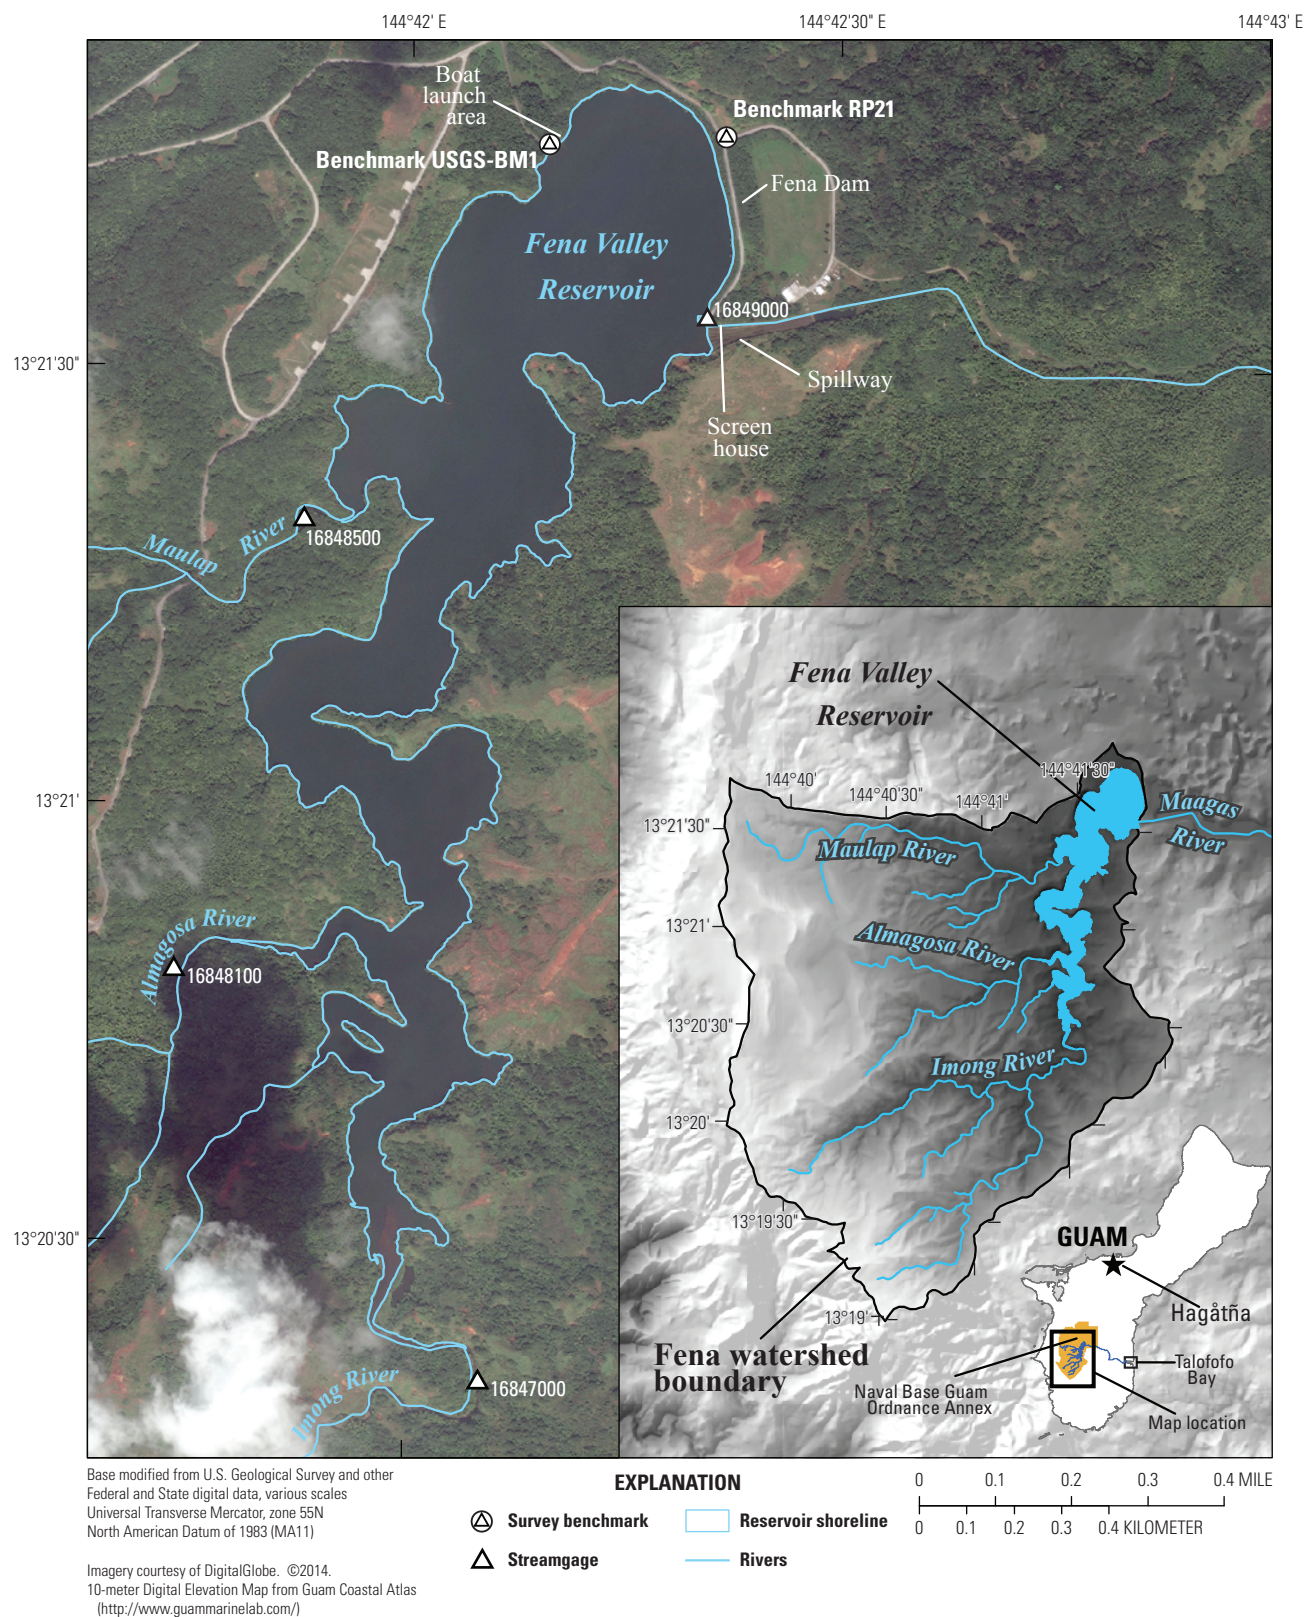 144°42' E
144°42'30" E
144°43' E
Boat
launch
area
Benchmark RP21
Benchmark USGS-BM1
Fena Dam
Fena Valley
Reservoir
16849000
13°21'30"
Spillway
Screen
house
Maulap River
16848500
13°21'
Almagosa River
16848100
13°20'30"
Imong River
16847000
Fena Valley
Reservoir
144°40'
144°40'30"
144°41'
144°41'30"
13°21'30"
Maagas
River
Maulap River
13°21'
Almagosa River
13°20'30"
Imong River
13°20'
13°19'30"
13°19'
Fena watershed
boundary
GUAM
Hagåtña
Talofofo
Bay
Naval Base Guam
Ordnance Annex
Map location
Base modified from U.S. Geological Survey and other
Federal and State digital data, various scales
Universal Transverse Mercator, zone 55N
North American Datum of 1983 (MA11)
Imagery courtesy of DigitalGlobe. ©2014.
10-meter Digital Elevation Map from Guam Coastal Atlas
(http://www.guammarinelab.com/)
EXPLANATION
Survey benchmark
Reservoir shoreline
Streamgage
Rivers
0 0.1 0.2 0.3 0.4 MILE
0 0.1 0.2 0.3 0.4 KILOMETER